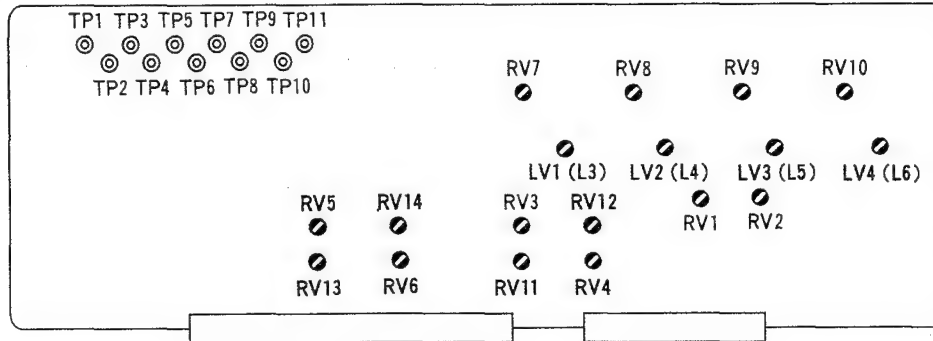 TP1 TP3 TP5 TP7 TP9 TP11
TP2 TP4 TP6 TP8 TP10
RV7 RV8 RV9 RV10
LV1 (L3) LV2 (L4) LV3 (L5) LV4 (L6)
RV5 RV14 RV3 RV12 RV1 RV2
RV13 RV6 RV11 RV4